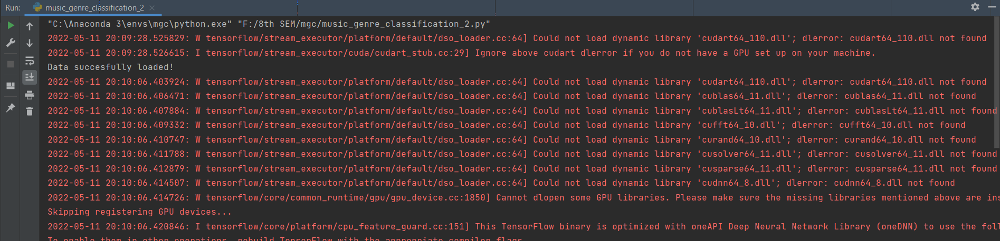 Run: music_genre_classification_2
"C:\Anaconda 3\envs\mgc\python.exe" "F:/8th SEM/mgc/music_genre_classification_2.py"
2022-05-11 20:09:28.525829: W tensorflow/stream_executor/platform/default/dso_loader.cc:64] Could not load dynamic library 'cudart64_110.dll'; dlerror: cudart64_110.dll not found
2022-05-11 20:09:28.526615: I tensorflow/stream_executor/cuda/cudart_stub.cc:29] Ignore above cudart dlerror if you do not have a GPU set up on your machine.
Data succesfully loaded!
2022-05-11 20:10:06.403924: W tensorflow/stream_executor/platform/default/dso_loader.cc:64] Could not load dynamic library 'cudart64_110.dll'; dlerror: cudart64_110.dll not found
2022-05-11 20:10:06.406471: W tensorflow/stream_executor/platform/default/dso_loader.cc:64] Could not load dynamic library 'cublas64_11.dll'; dlerror: cublas64_11.dll not found
2022-05-11 20:10:06.407884: W tensorflow/stream_executor/platform/default/dso_loader.cc:64] Could not load dynamic library 'cublasLt64_11.dll'; dlerror: cublasLt64_11.dll not found
2022-05-11 20:10:06.409332: W tensorflow/stream_executor/platform/default/dso_loader.cc:64] Could not load dynamic library 'cufft64_10.dll'; dlerror: cufft64_10.dll not found
2022-05-11 20:10:06.410747: W tensorflow/stream_executor/platform/default/dso_loader.cc:64] Could not load dynamic library 'curand64_10.dll'; dlerror: curand64_10.dll not found
2022-05-11 20:10:06.411788: W tensorflow/stream_executor/platform/default/dso_loader.cc:64] Could not load dynamic library 'cusolver64_11.dll'; dlerror: cusolver64_11.dll not found
2022-05-11 20:10:06.412879: W tensorflow/stream_executor/platform/default/dso_loader.cc:64] Could not load dynamic library 'cusparse64_11.dll'; dlerror: cusparse64_11.dll not found
2022-05-11 20:10:06.414507: W tensorflow/stream_executor/platform/default/dso_loader.cc:64] Could not load dynamic library 'cudnn64_8.dll'; dlerror: cudnn64_8.dll not found
2022-05-11 20:10:06.414726: W tensorflow/core/common_runtime/gpu/gpu_device.cc:1850] Cannot dlopen some GPU libraries. Please make sure the missing libraries mentioned above are ins
Skipping registering GPU devices...
2022-05-11 20:10:06.420846: I tensorflow/core/platform/cpu_feature_guard.cc:151] This TensorFlow binary is optimized with oneAPI Deep Neural Network Library (oneDNN) to use the foll
To enable them in other operations, rebuild TensorFlow with the appropriate compiler flags.